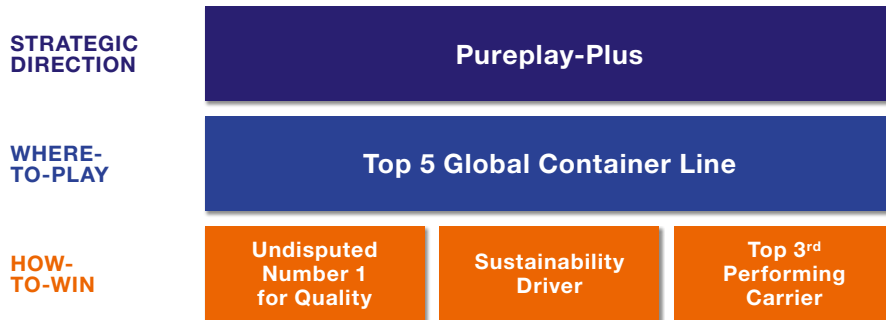 STRATEGIC
DIRECTION
Pureplay-Plus
WHERE-
TO-PLAY
Top 5 Global Container Line
HOW-
TO-WIN
Undisputed
Number 1
for Quality
Sustainability
Driver
Top 3rd
Performing
Carrier